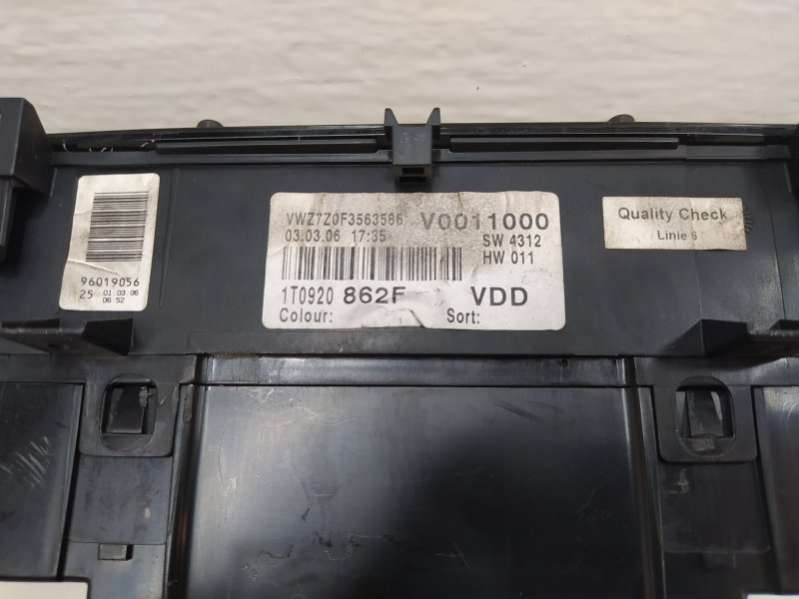 VWZ7Z0F3563586 V0011000
03.03.06 17:35 SW 4312
HW 011
1T0920 862F VDD
Colour: Sort:
96019056
25 01.03.06
06:52
Quality Check
Linie 6